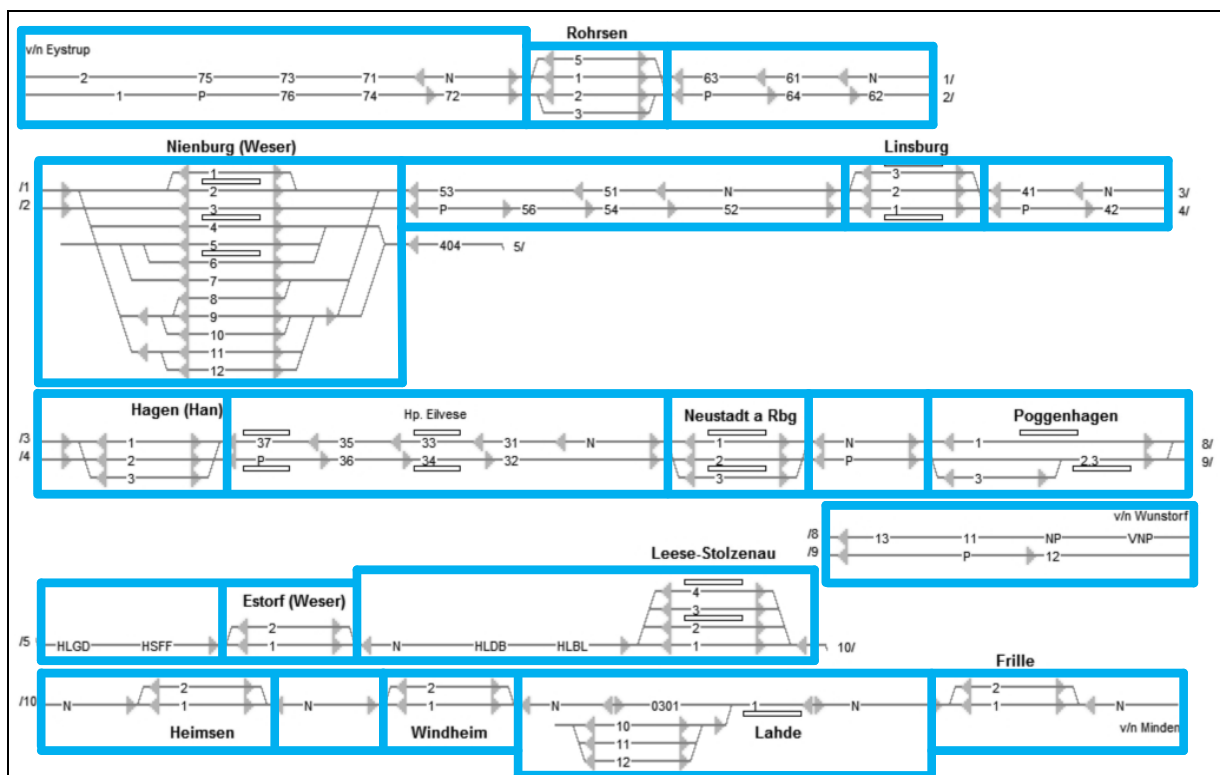 Rohrsen
v/n Eystrup
2 75 73 71 N 5 1 63 61 N 1/
1 P 76 74 72 2 3 P 64 62 2/
Nienburg (Weser) Linsburg
/1 1 2 53 51 N 3 2 41 N 3/
/2 3 P 56 54 52 1 P 42 4/
4
5 404 5/
6
7
8
9
10
11
12
Hagen (Han) Hp. Eilvese Neustadt a Rbg Poggenhagen
/3 1 37 35 33 31 N 1 N 1 8/
/4 2 P 36 34 32 2 P 2.3 9/
3 3 3
v/n Wunstorf
/8 13 11 NP VNP
/9 P 12
Leese-Stolzenau
Estorf (Weser) 4
3
2 2
/5 HLGD HSFF 1 N HLDB HLBL 1 10/
Frille
2 2 2
/10 N 1 N 1 N 0301 1 N 1 N
10
Heimsen Windheim 11 Lahde v/n Minden
12